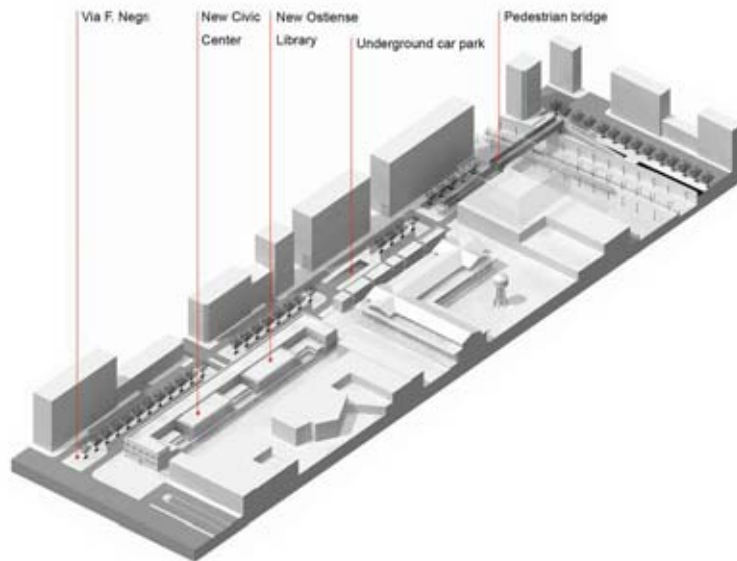 Via F. Negri
New Civic
Center
New Ostiense
Library
Underground car park
Pedestrian bridge